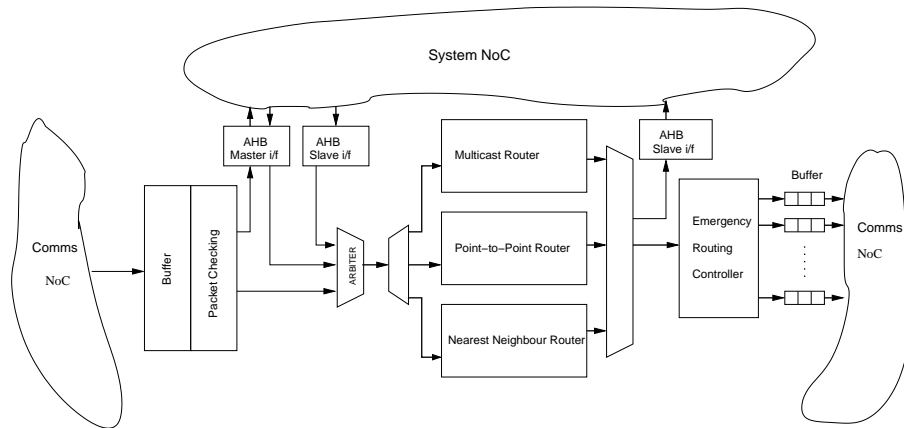 System NoC
AHB
Master i/f
AHB
Slave i/f
AHB
Slave i/f
Multicast Router
Buffer
Comms
NoC
Buffer
Packet Checking
ARBITER
Point-to-Point Router
Emergency
Routing
Controller
Comms
NoC
Nearest Neighbour Router